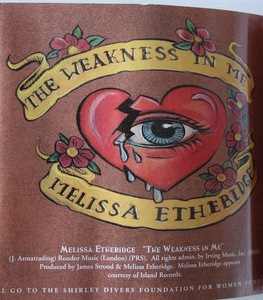 THE WEAKNESS IN ME
MELISSA ETHERIDGE
MELISSA ETHERIDGE "THE WEAKNESS IN ME"
(J. Armatrading) Rondor Music (London) (PRS). All rights admin. by Irving Music, Inc.
Produced by James Stroud & Melissa Etheridge. Melissa Etheridge appears
courtesy of Island Records.
GO TO THE SHIRLEY DIVERS FOUNDATION FOR WOMEN